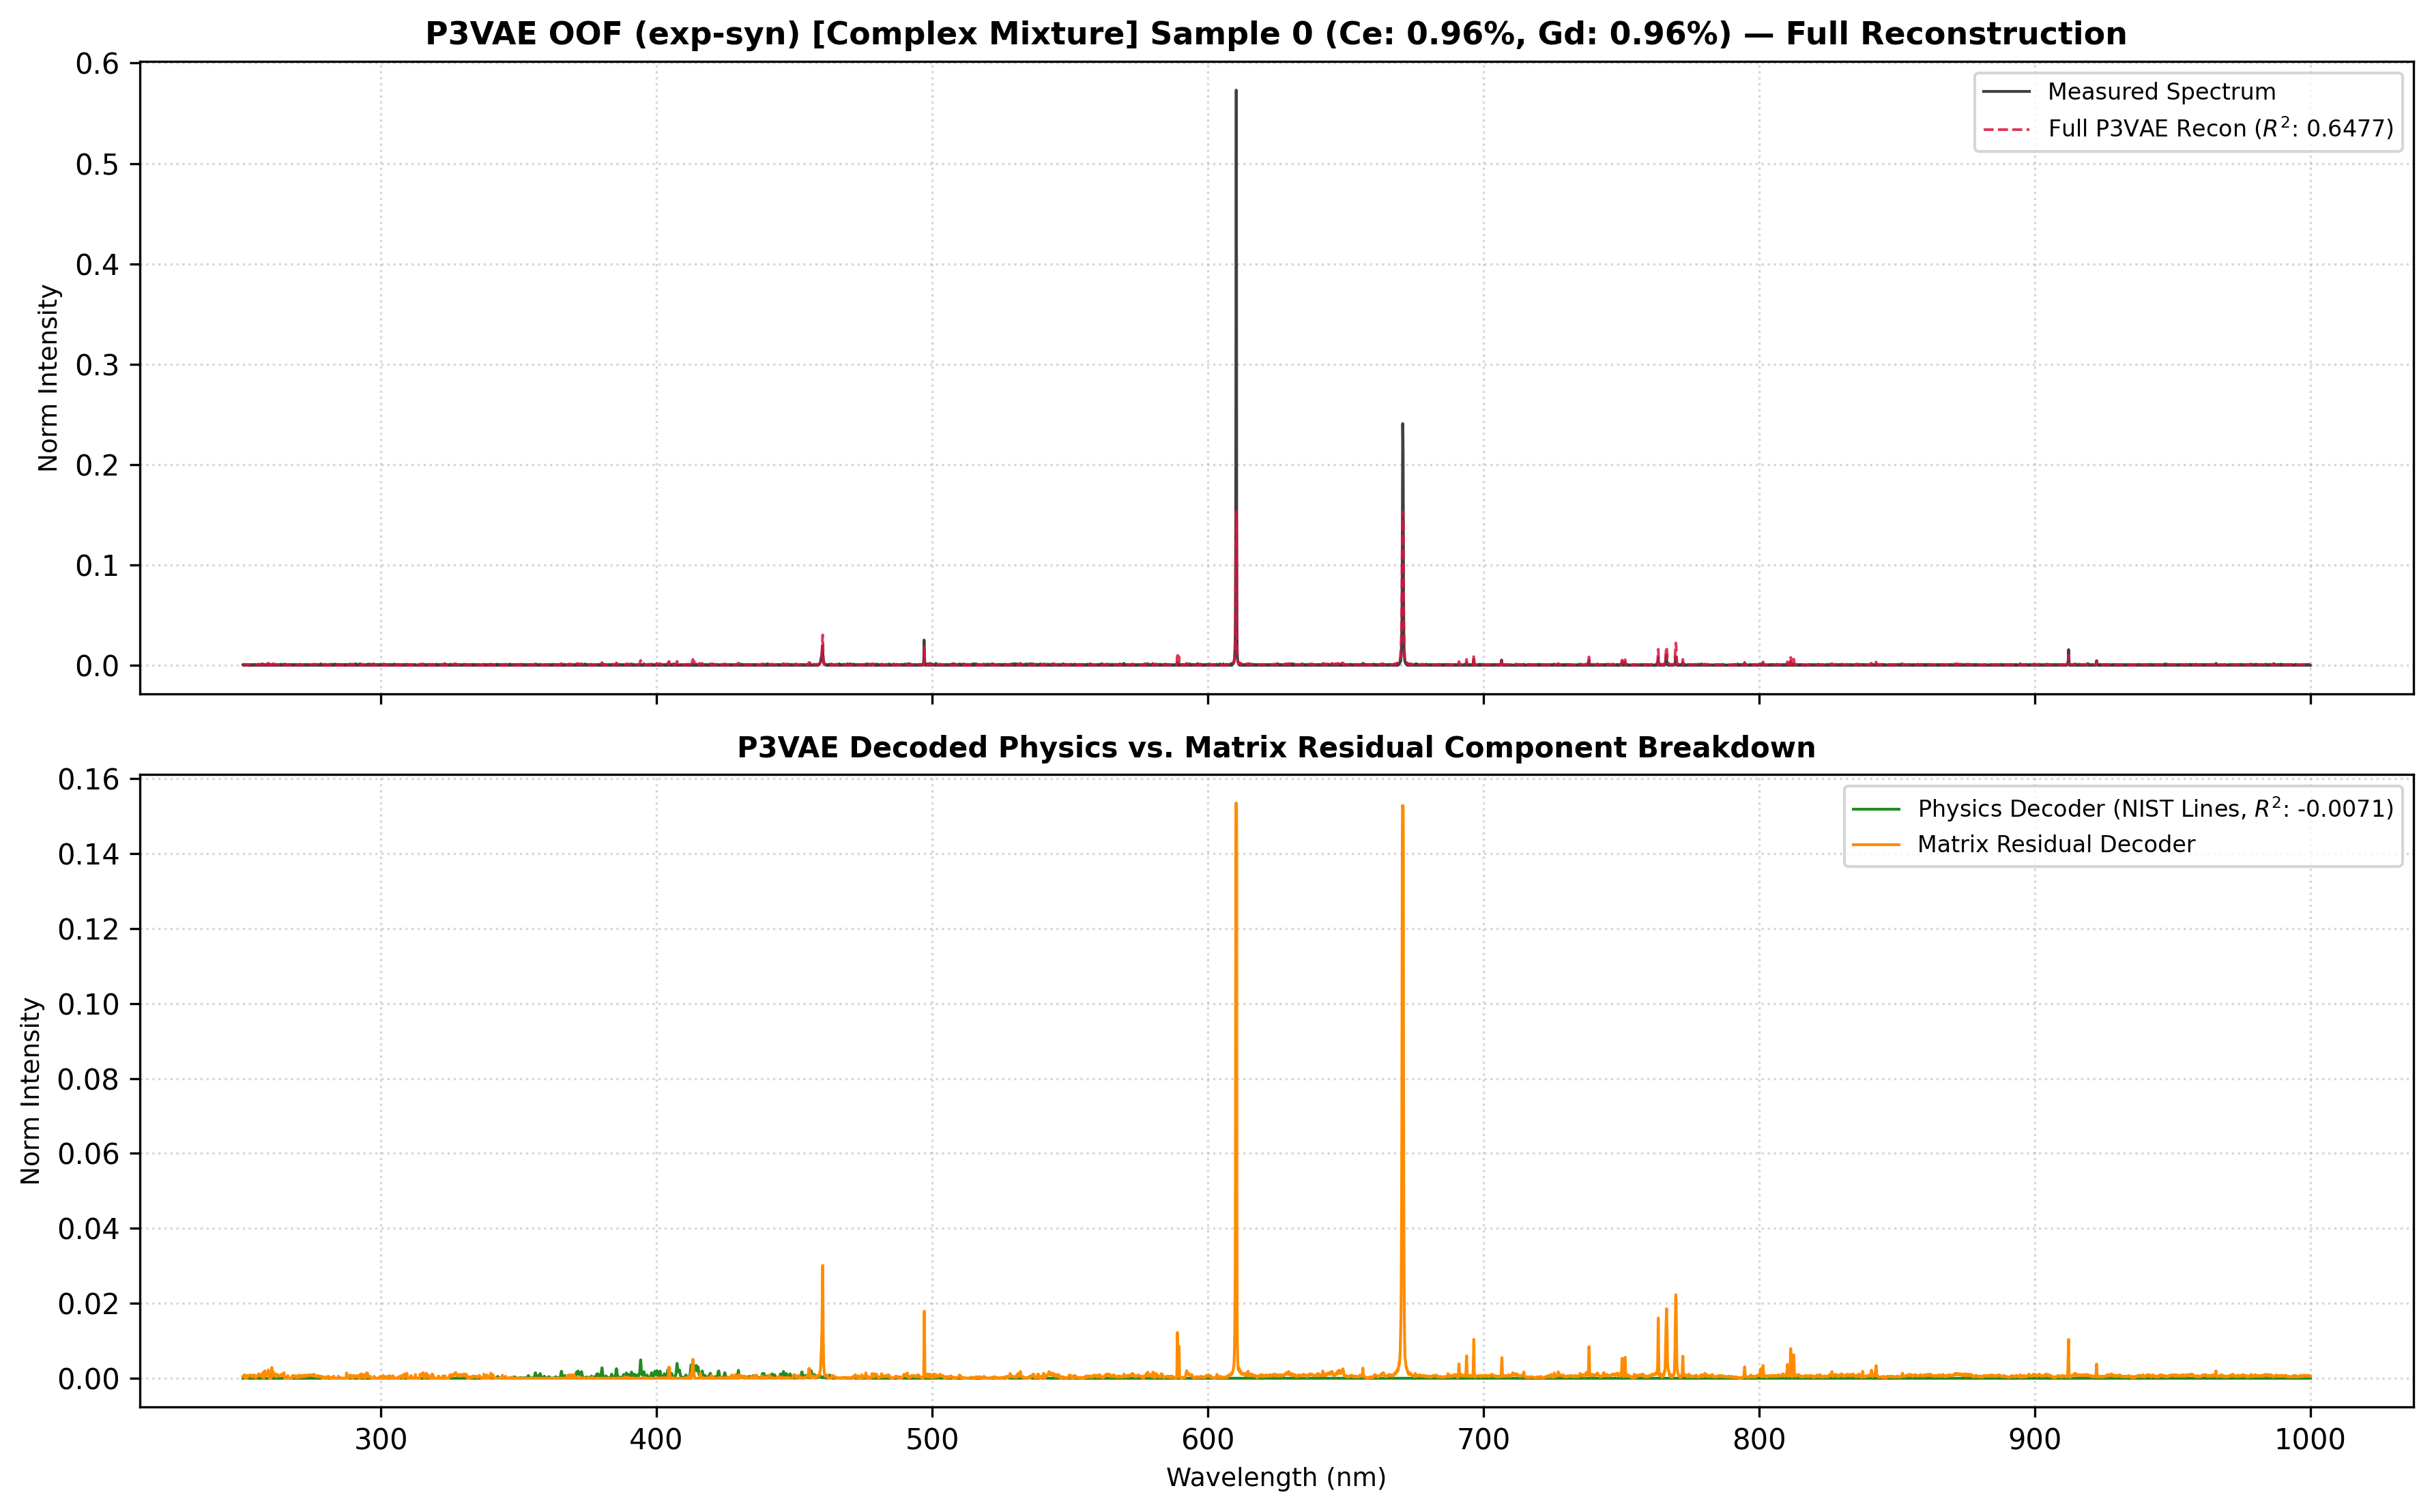 P3VAE OOF (exp-syn) [Complex Mixture] Sample 0 (Ce: 0.96%, Gd: 0.96%) — Full Reconstruction
Norm Intensity
0.6
0.5
0.4
0.3
0.2
0.1
0.0
Measured Spectrum
Full P3VAE Recon (R²: 0.6477)
P3VAE Decoded Physics vs. Matrix Residual Component Breakdown
Norm Intensity
0.16
0.14
0.12
0.10
0.08
0.06
0.04
0.02
0.00
Physics Decoder (NIST Lines, R²: -0.0071)
Matrix Residual Decoder
300 400 500 600 700 800 900 1000
Wavelength (nm)